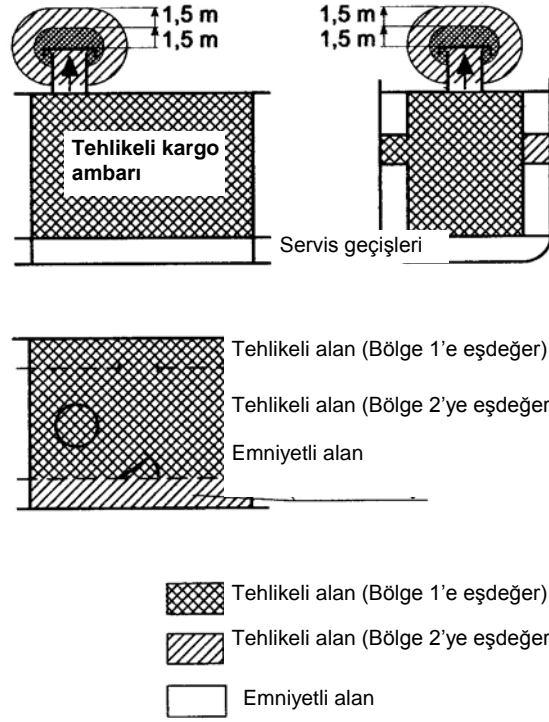 1,5 m
1,5 m
1,5 m
1,5 m
Tehlikeli kargo
ambarı
Servis geçişleri
Tehlikeli alan (Bölge 1'e eşdeğer)
Tehlikeli alan (Bölge 2'ye eşdeğer
Emniyetli alan
Tehlikeli alan (Bölge 1'e eşdeğer)
Tehlikeli alan (Bölge 2'ye eşdeğer
Emniyetli alan